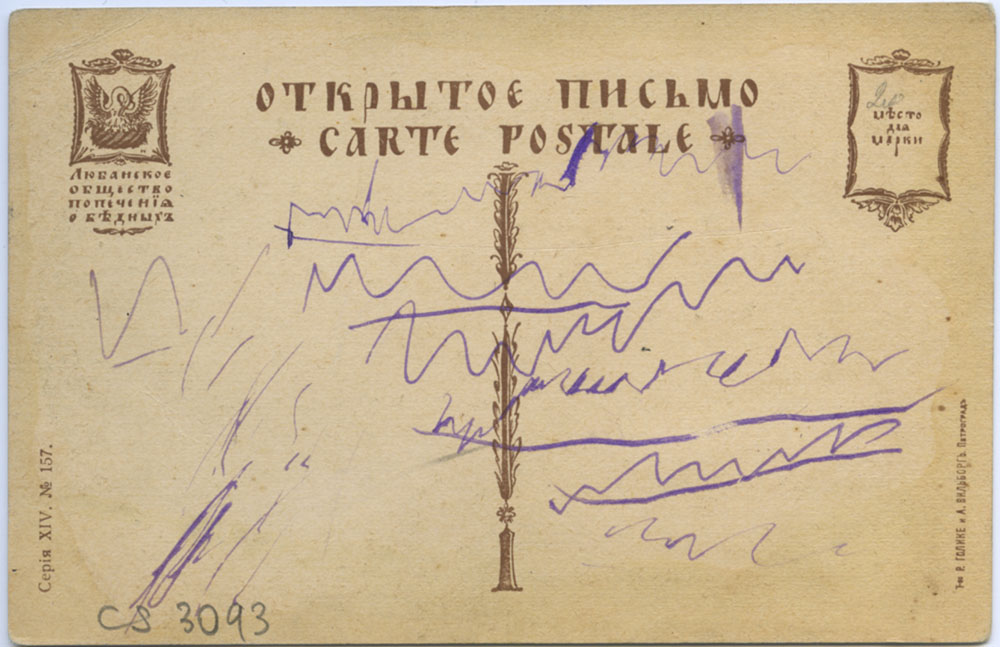 ОТКРЫТОЕ ПИСЬМО
CARTE POSTALE
Любанское
общество
попеченія
о бѣдныхъ
мѣсто
для
марки
Серія XIV. № 157.
Р. ГОЛИКЕ и А. ВИЛЬБОРГЪ. ПЕТРОГРАДЪ
CS 3093